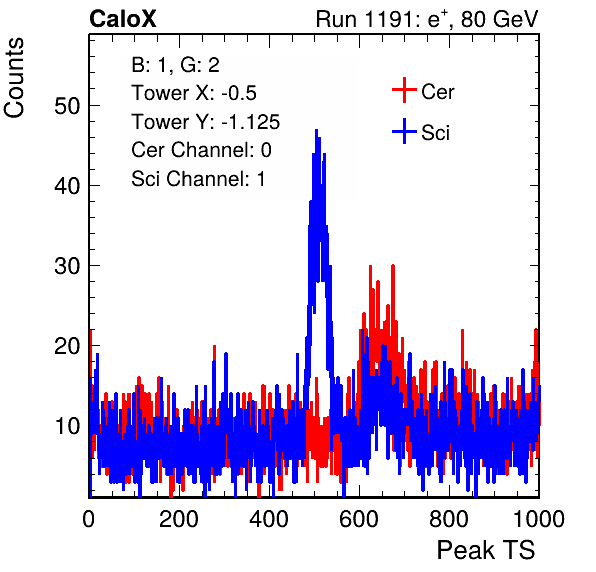 CaloX Run 1191: e⁺, 80 GeV
Counts
B: 1, G: 2
Tower X: -0.5
Tower Y: -1.125
Cer Channel: 0
Sci Channel: 1
Cer
Sci
50
40
30
20
10
0 200 400 600 800 1000
Peak TS